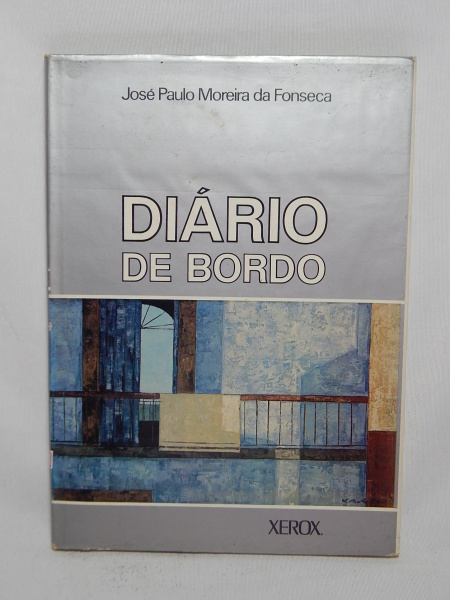 José Paulo Moreira da Fonseca
DIÁRIO
DE BORDO
XEROX